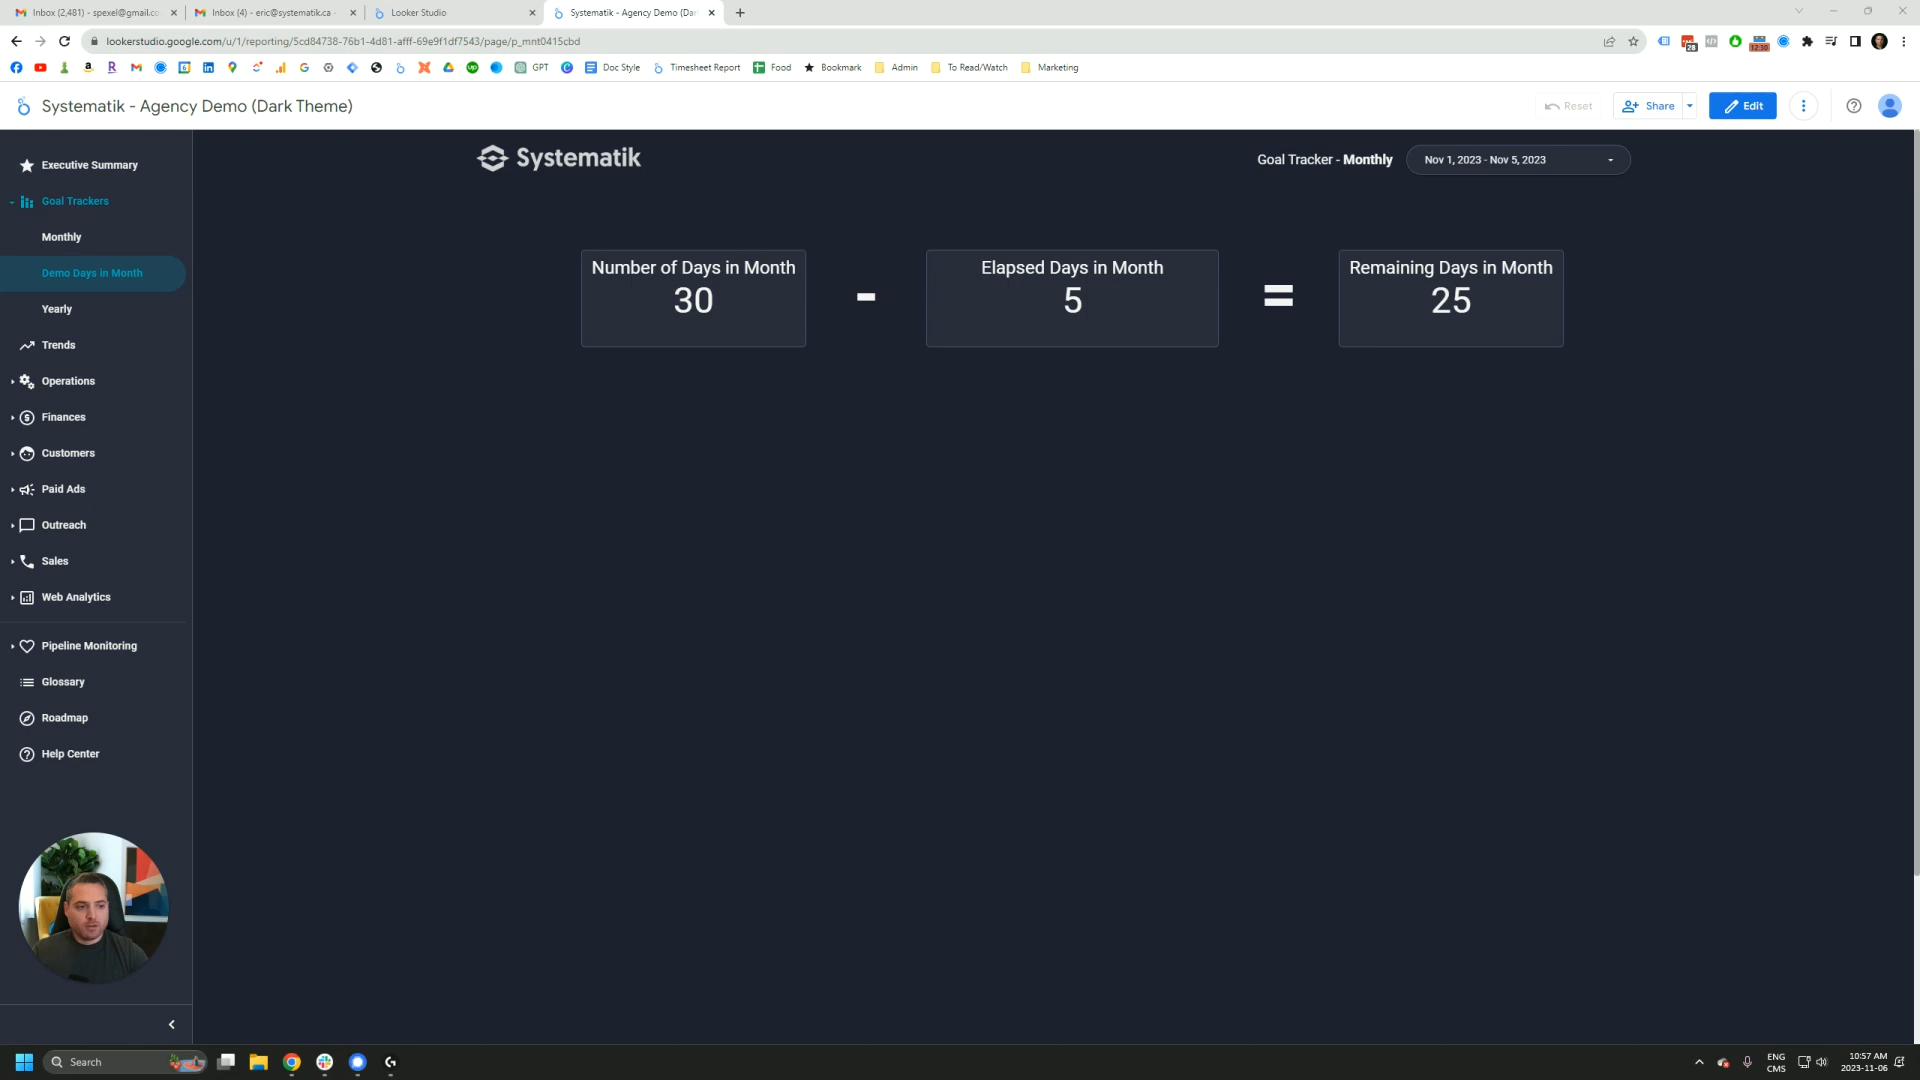 Inbox (2,481) - spexel@gmail.co
Inbox (4) - eric@systematik.ca -
Looker Studio
Systematik - Agency Demo (Dar
lookerstudio.google.com/u/1/reporting/5cd84738-76b1-4d81-afff-69e9f1df7543/page/p_mnt0415cbd
28
12:30
GPT
Doc Style
Timesheet Report
Food
Bookmark
Admin
To Read/Watch
Marketing
Systematik - Agency Demo (Dark Theme)
Reset
Share
Edit
Executive Summary
Goal Trackers
Monthly
Demo Days in Month
Yearly
Trends
Operations
Finances
Customers
Paid Ads
Outreach
Sales
Web Analytics
Pipeline Monitoring
Glossary
Roadmap
Help Center
Systematik
Goal Tracker - Monthly
Nov 1, 2023 - Nov 5, 2023
Number of Days in Month
30
-
Elapsed Days in Month
5
=
Remaining Days in Month
25
Search
ENG
CMS
10:57 AM
2023-11-06